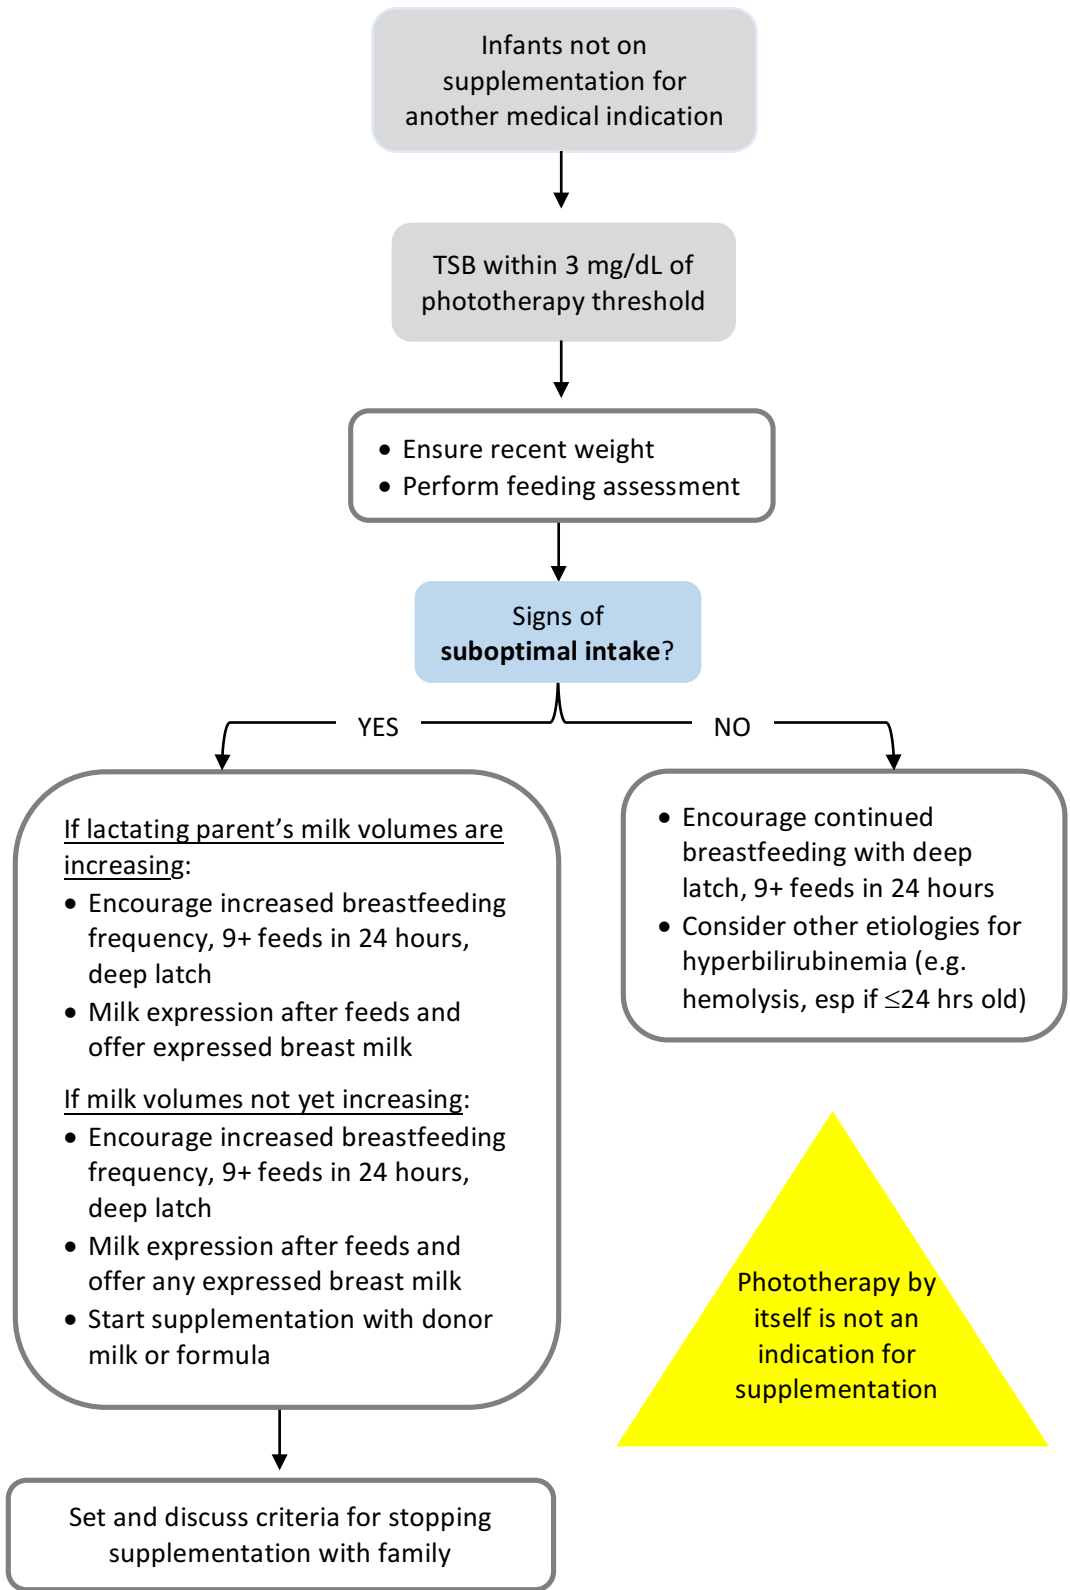 Infants not on
supplementation for
another medical indication
TSB within 3 mg/dL of
phototherapy threshold
• Ensure recent weight
• Perform feeding assessment
Signs of
suboptimal intake?
YES
NO
If lactating parent’s milk volumes are
increasing:
• Encourage increased breastfeeding
frequency, 9+ feeds in 24 hours,
deep latch
• Milk expression after feeds and
offer expressed breast milk
If milk volumes not yet increasing:
• Encourage increased breastfeeding
frequency, 9+ feeds in 24 hours,
deep latch
• Milk expression after feeds and
offer any expressed breast milk
• Start supplementation with donor
milk or formula
• Encourage continued
breastfeeding with deep
latch, 9+ feeds in 24 hours
• Consider other etiologies for
hyperbilirubinemia (e.g.
hemolysis, esp if ≤24 hrs old)
Phototherapy by
itself is not an
indication for
supplementation
Set and discuss criteria for stopping
supplementation with family